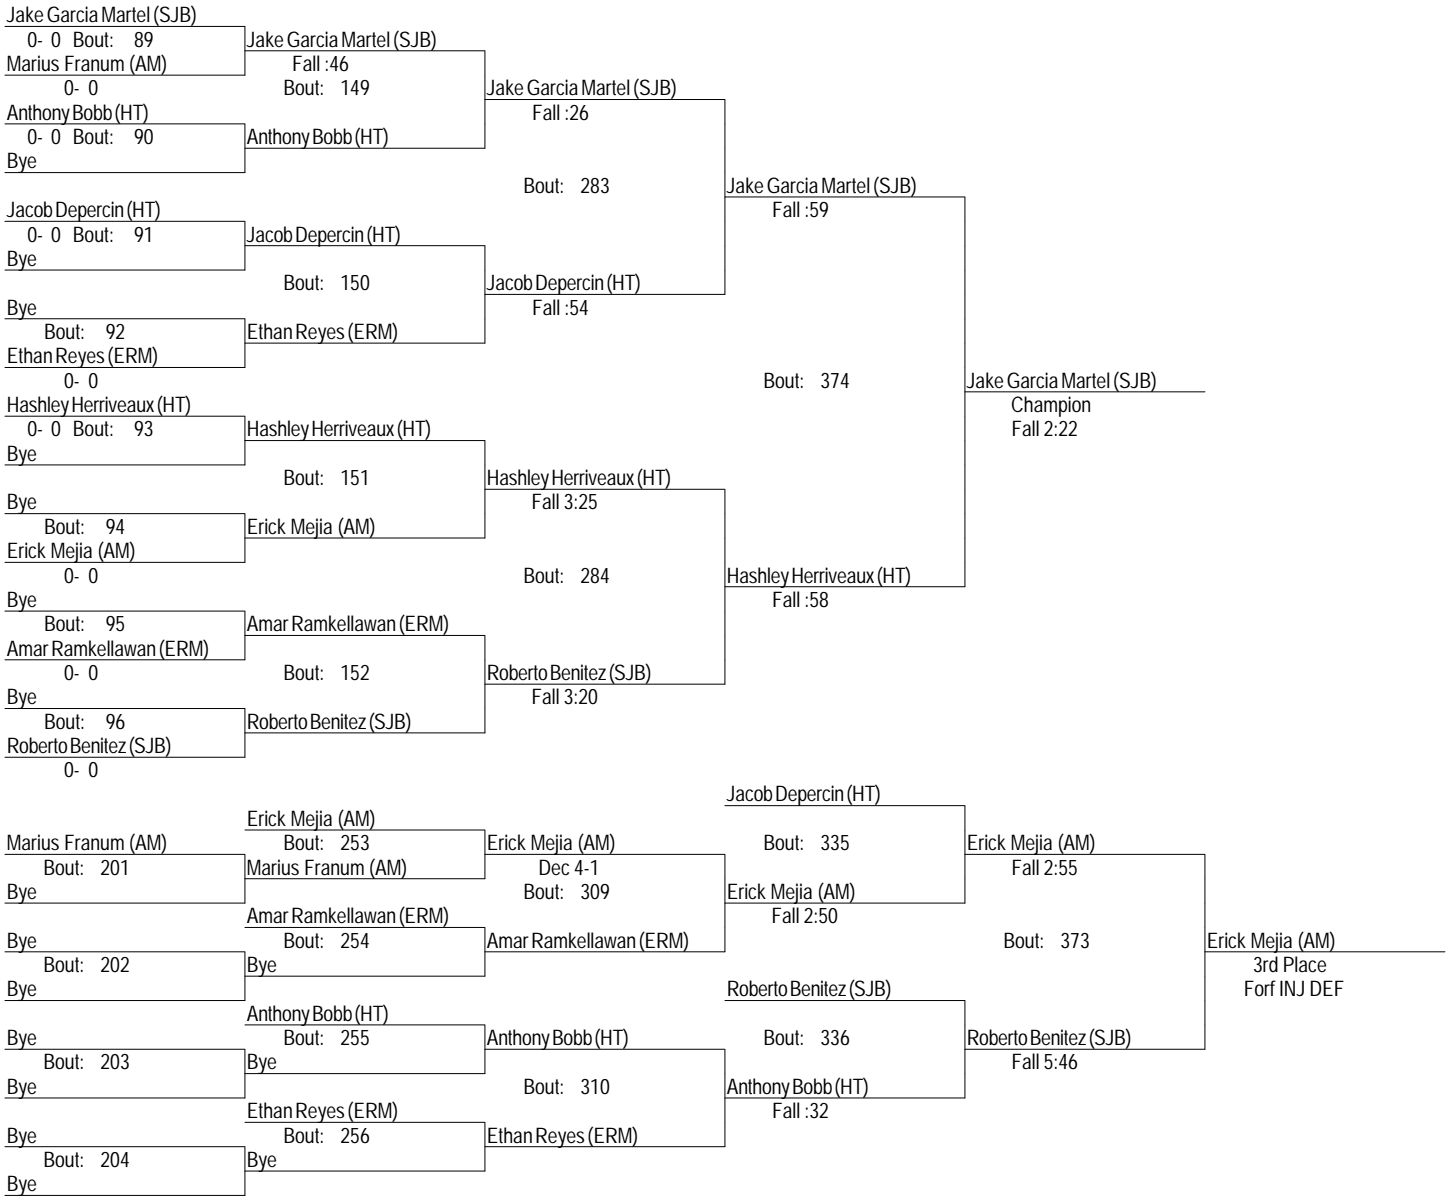 Jake Garcia Martel (SJB)
0- 0 Bout: 89
Jake Garcia Martel (SJB)
Marius Franum (AM)
Fall :46
0- 0
Bout: 149
Jake Garcia Martel (SJB)
Anthony Bobb (HT)
Fall :26
0- 0 Bout: 90
Anthony Bobb (HT)
Bye
Bout: 283
Jake Garcia Martel (SJB)
Jacob Depercin (HT)
Fall :59
0- 0 Bout: 91
Jacob Depercin (HT)
Bye
Bout: 150
Jacob Depercin (HT)
Bye
Fall :54
Bout: 92
Ethan Reyes (ERM)
Ethan Reyes (ERM)
0- 0
Bout: 374
Jake Garcia Martel (SJB)
Hashley Herriveaux (HT)
Champion
0- 0 Bout: 93
Hashley Herriveaux (HT)
Fall 2:22
Bye
Bout: 151
Hashley Herriveaux (HT)
Bye
Fall 3:25
Bout: 94
Erick Mejia (AM)
Erick Mejia (AM)
0- 0
Bout: 284
Hashley Herriveaux (HT)
Bye
Fall :58
Bout: 95
Amar Ramkellawan (ERM)
Amar Ramkellawan (ERM)
0- 0
Bout: 152
Roberto Benitez (SJB)
Bye
Fall 3:20
Bout: 96
Roberto Benitez (SJB)
Roberto Benitez (SJB)
0- 0
Jacob Depercin (HT)
Erick Mejia (AM)
Marius Franum (AM)
Bout: 253
Erick Mejia (AM)
Bout: 335
Erick Mejia (AM)
Bout: 201
Marius Franum (AM)
Dec 4-1
Fall 2:55
Bye
Bout: 309
Erick Mejia (AM)
Amar Ramkellawan (ERM)
Fall 2:50
Bye
Bout: 254
Amar Ramkellawan (ERM)
Bout: 373
Erick Mejia (AM)
Bout: 202
Bye
3rd Place
Bye
Roberto Benitez (SJB)
Forf INJ DEF
Anthony Bobb (HT)
Bye
Bout: 255
Anthony Bobb (HT)
Bout: 336
Roberto Benitez (SJB)
Bout: 203
Bye
Fall 5:46
Bye
Bout: 310
Anthony Bobb (HT)
Ethan Reyes (ERM)
Fall :32
Bye
Bout: 256
Ethan Reyes (ERM)
Bout: 204
Bye
Bye